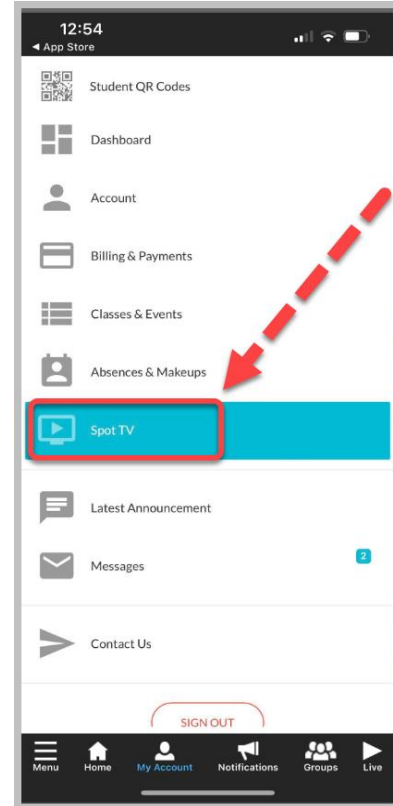 12:54
◄ App Store
Student QR Codes
Dashboard
Account
Billing & Payments
Classes & Events
Absences & Makeups
Spot TV
Latest Announcement
Messages
2
Contact Us
SIGN OUT
Menu Home My Account Notifications Groups Live